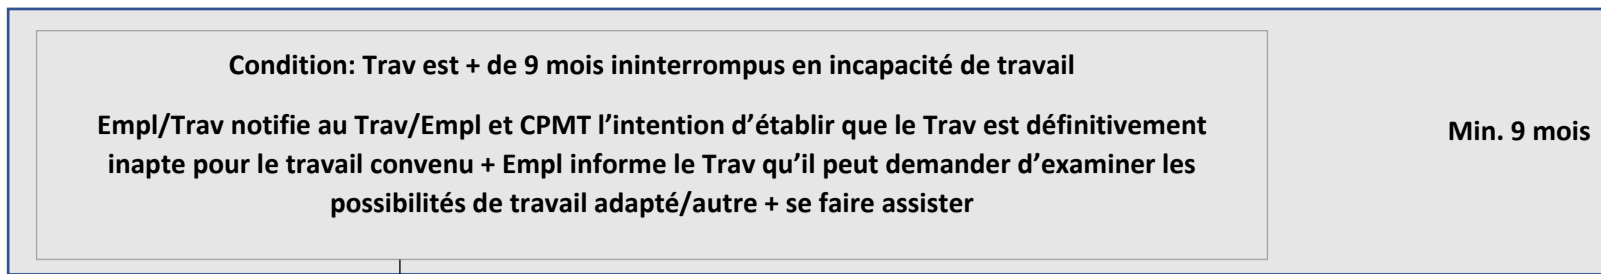 Condition: Trav est + de 9 mois ininterrompus en incapacité de travail
Empl/Trav notifie au Trav/Empl et CPMT l’intention d’établir que le Trav est définitivement
inapte pour le travail convenu + Empl informe le Trav qu’il peut demander d’examiner les
possibilités de travail adapté/autre + se faire assister
Min. 9 mois